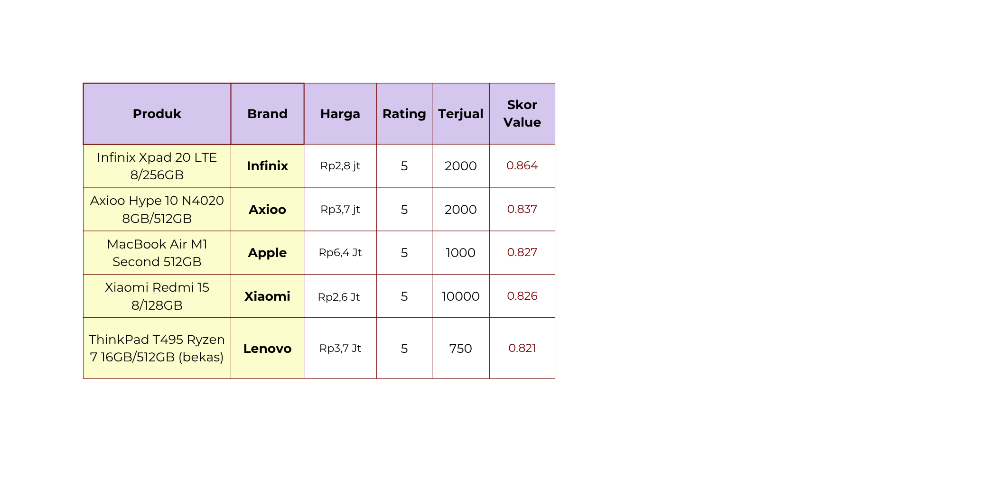 Produk Brand Harga Rating Terjual Skor Value
Infinix Xpad 20 LTE 8/256GB Infinix Rp2,8 jt 5 2000 0.864
Axioo Hype 10 N4020 8GB/512GB Axioo Rp3,7 jt 5 2000 0.837
MacBook Air M1 Second 512GB Apple Rp6,4 Jt 5 1000 0.827
Xiaomi Redmi 15 8/128GB Xiaomi Rp2,6 Jt 5 10000 0.826
ThinkPad T495 Ryzen 7 16GB/512GB (bekas) Lenovo Rp3,7 Jt 5 750 0.821